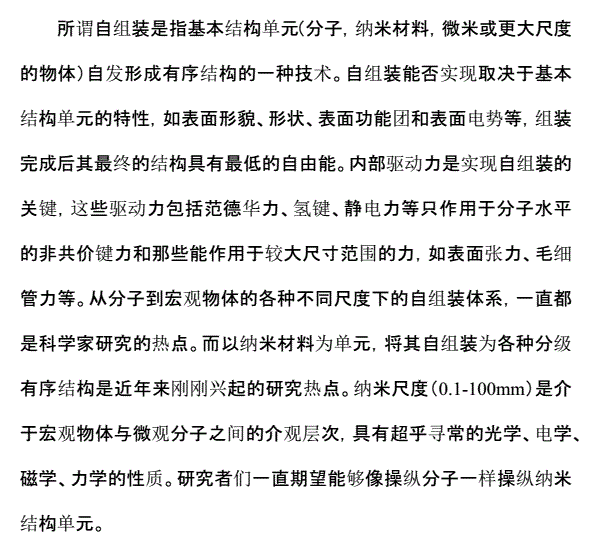 所谓自组装是指基本结构单元(分子, 纳米材料, 微米或更大尺度
的物体)自发形成有序结构的一种技术。自组装能否实现取决于基本
结构单元的特性, 如表面形貌、形状、表面功能团和表面电势等, 组装
完成后其最终的结构具有最低的自由能。内部驱动力是实现自组装的
关键, 这些驱动力包括范德华力、氢键、静电力等只作用于分子水平
的非共价键力和那些能作用于较大尺寸范围的力, 如表面张力、毛细
管力等。从分子到宏观物体的各种不同尺度下的自组装体系, 一直都
是科学家研究的热点。而以纳米材料为单元, 将其自组装为各种分级
有序结构是近年来刚刚兴起的研究热点。纳米尺度(0.1-100mm)是介
于宏观物体与微观分子之间的介观层次, 具有超乎寻常的光学、电学、
磁学、力学的性质。研究者们一直期望能够像操纵分子一样操纵纳米
结构单元。